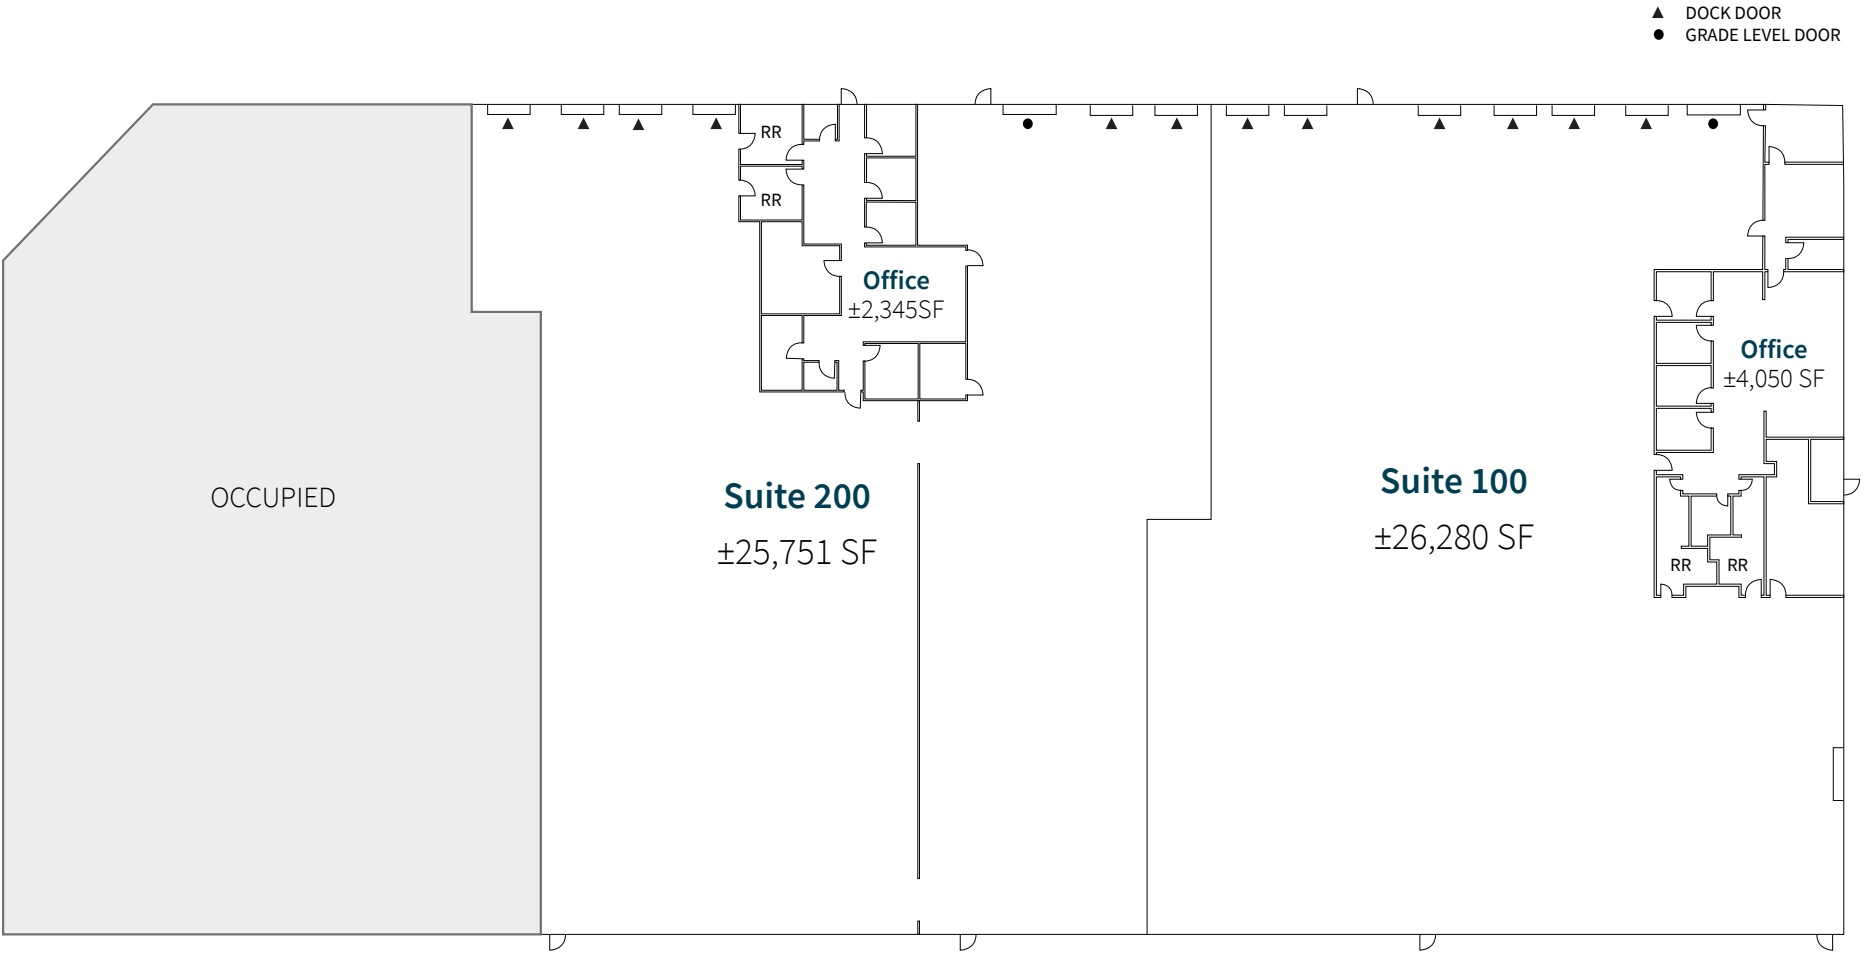 DOCK DOOR
GRADE LEVEL DOOR
RR
RR
Office
±2,345SF
Office
±4,050 SF
OCCUPIED
Suite 200
±25,751 SF
Suite 100
±26,280 SF
RR
RR